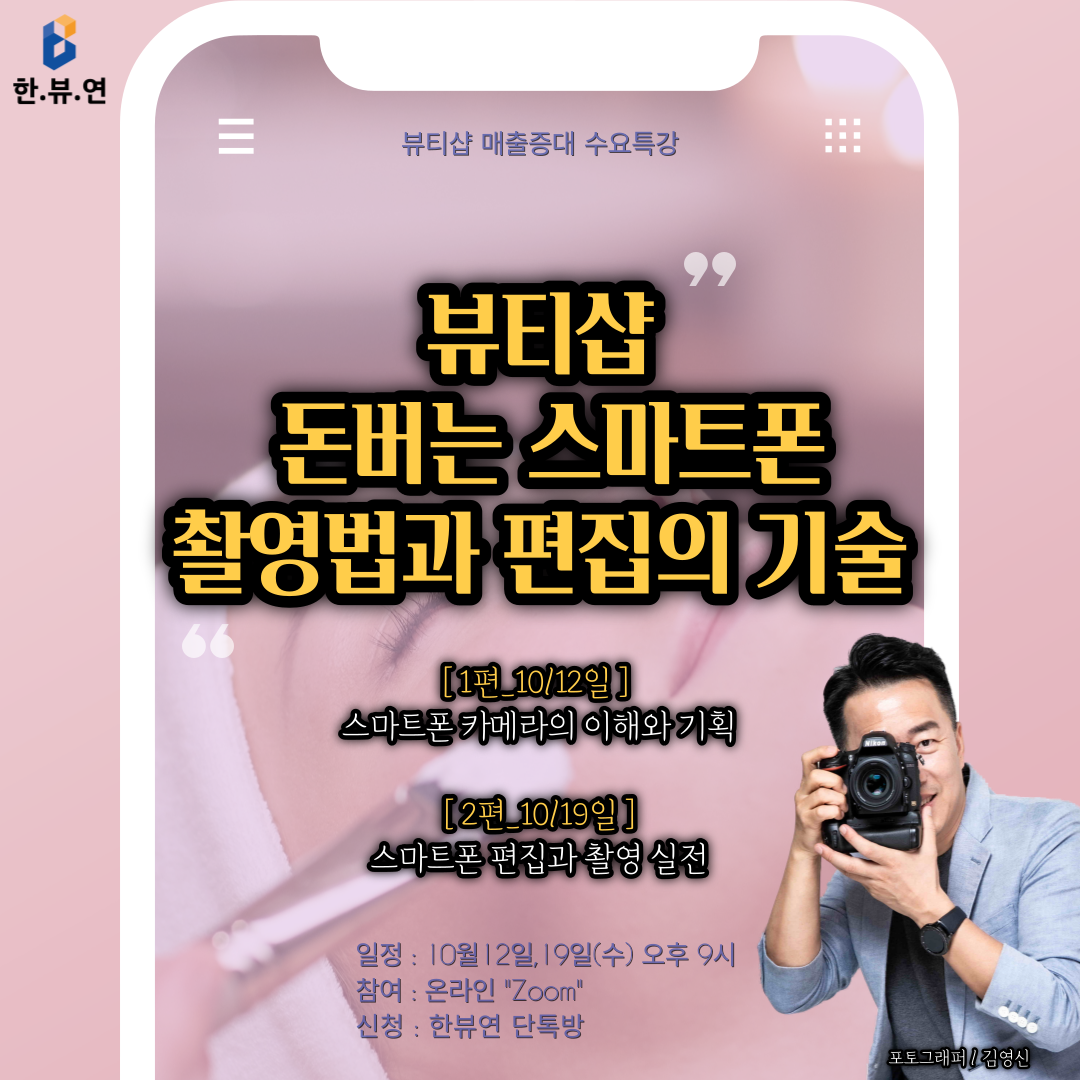 한.뷰.연
뷰티샵 매출증대 수요특강
”
뷰티샵
돈버는 스마트폰
촬영법과 편집의 기술
“
[ 1편_10/12일 ]
스마트폰 카메라의 이해와 기획
[ 2편_10/19일 ]
스마트폰 편집과 촬영 실전
Nikon
일정 : 10월12일,19일(수) 오후 9시
참여 : 온라인 "Zoom"
신청 : 한뷰연 단톡방
포토그래퍼 / 김영신